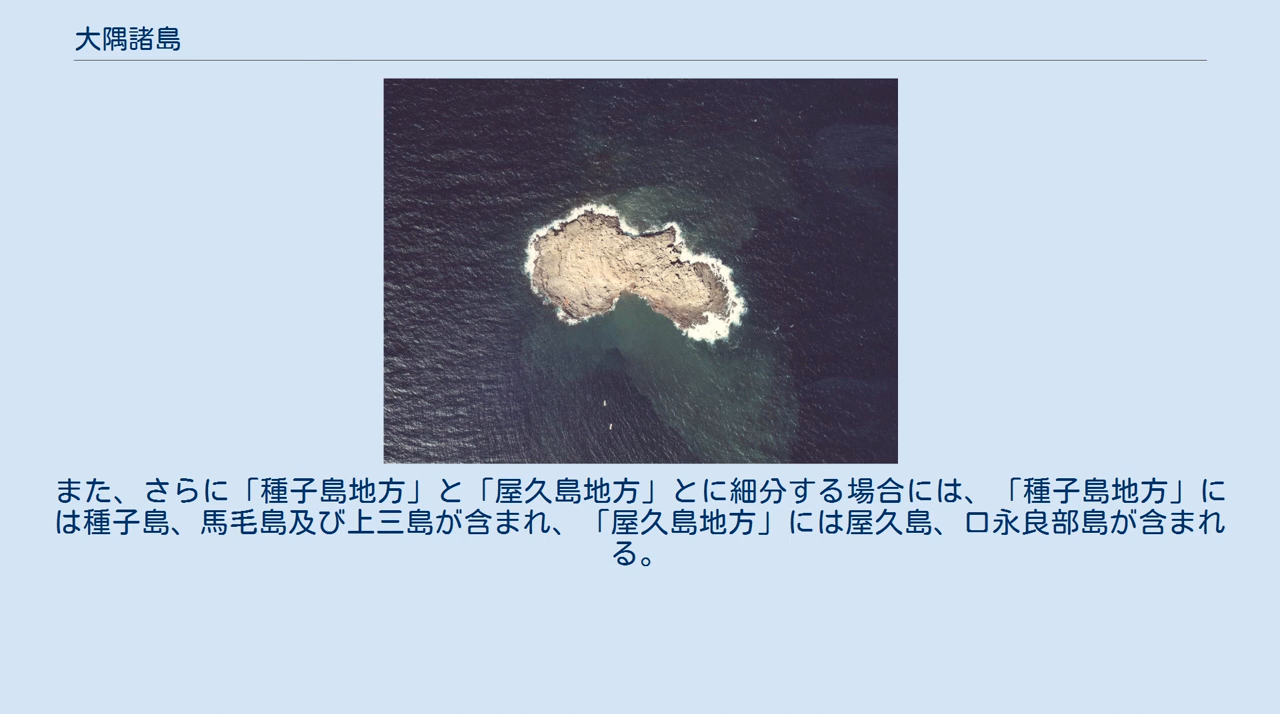 大隅諸島
また、さらに「種子島地方」と「屋久島地方」とに細分する場合には、「種子島地方」に
は種子島、馬毛島及び上三島が含まれ、「屋久島地方」には屋久島、口永良部島が含まれ
る。